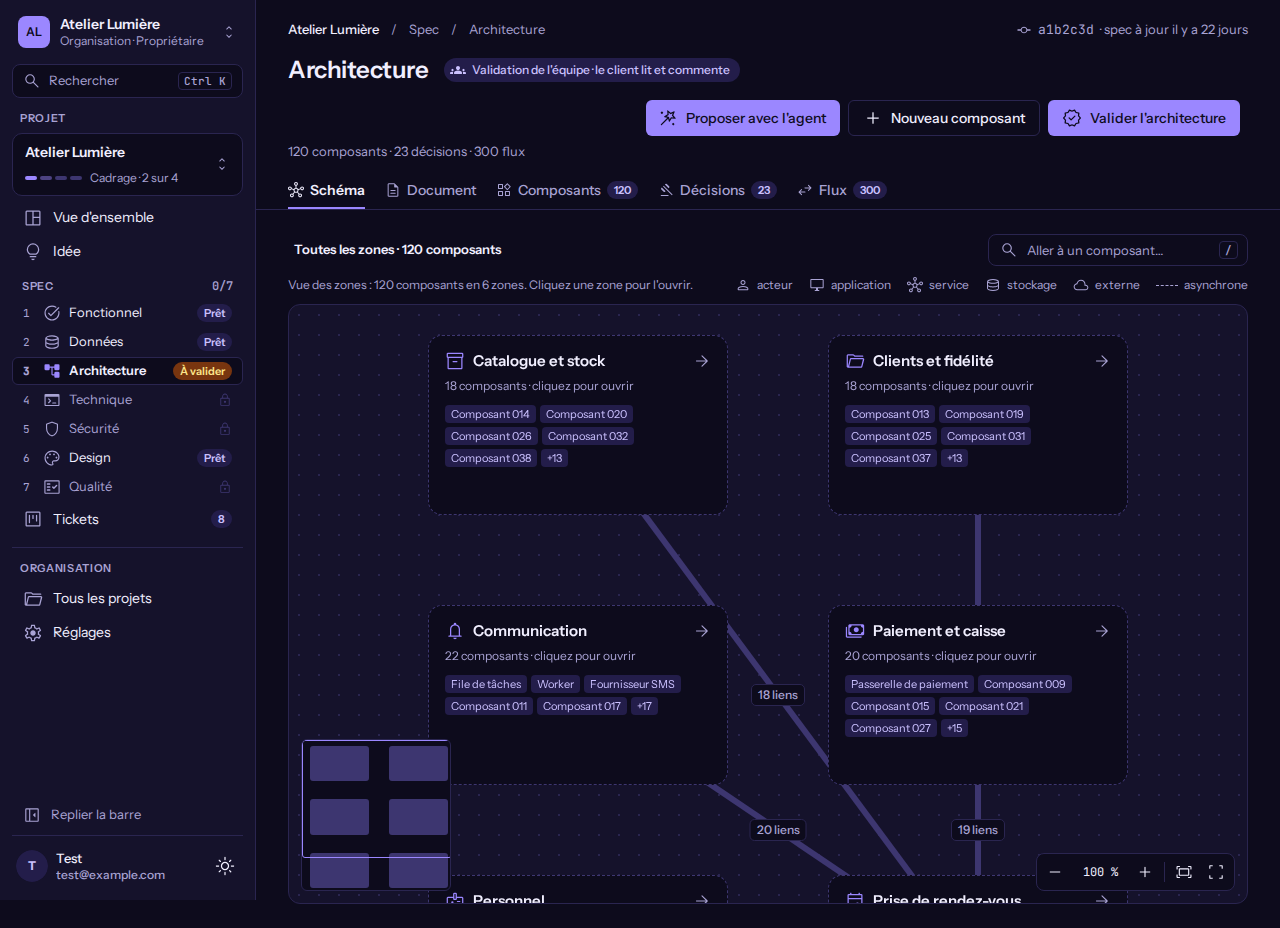 AL
Atelier Lumière
Organisation·Propriétaire
Rechercher
Ctrl K
PROJET
Atelier Lumière
Cadrage·2 sur 4
Vue d'ensemble
Idée
SPEC
0/7
1 Fonctionnel Prêt
2 Données Prêt
3 Architecture À valider
4 Technique
5 Sécurité
6 Design Prêt
7 Qualité
Tickets 8
ORGANISATION
Tous les projets
Réglages
Replier la barre
T
Test
test@example.com
Atelier Lumière / Spec / Architecture
a1b2c3d ·spec à jour il y a 22 jours
Architecture
Validation de l'équipe·le client lit et commente
Proposer avec l'agent
Nouveau composant
Valider l'architecture
120 composants·23 décisions·300 flux
Schéma
Document
Composants 120
Décisions 23
Flux 300
Toutes les zones·120 composants
Aller à un composant…
/
Vue des zones : 120 composants en 6 zones. Cliquez une zone pour l'ouvrir.
acteur
application
service
stockage
externe
asynchrone
Catalogue et stock
18 composants·cliquez pour ouvrir
Composant 014 Composant 020
Composant 026 Composant 032
Composant 038 +13
Clients et fidélité
18 composants·cliquez pour ouvrir
Composant 013 Composant 019
Composant 025 Composant 031
Composant 037 +13
Communication
22 composants·cliquez pour ouvrir
File de tâches Worker Fournisseur SMS
Composant 011 Composant 017 +17
18 liens
Paiement et caisse
20 composants·cliquez pour ouvrir
Passerelle de paiement Composant 009
Composant 015 Composant 021
Composant 027 +15
20 liens
19 liens
Personnel
Prise de rendez-vous
100 %